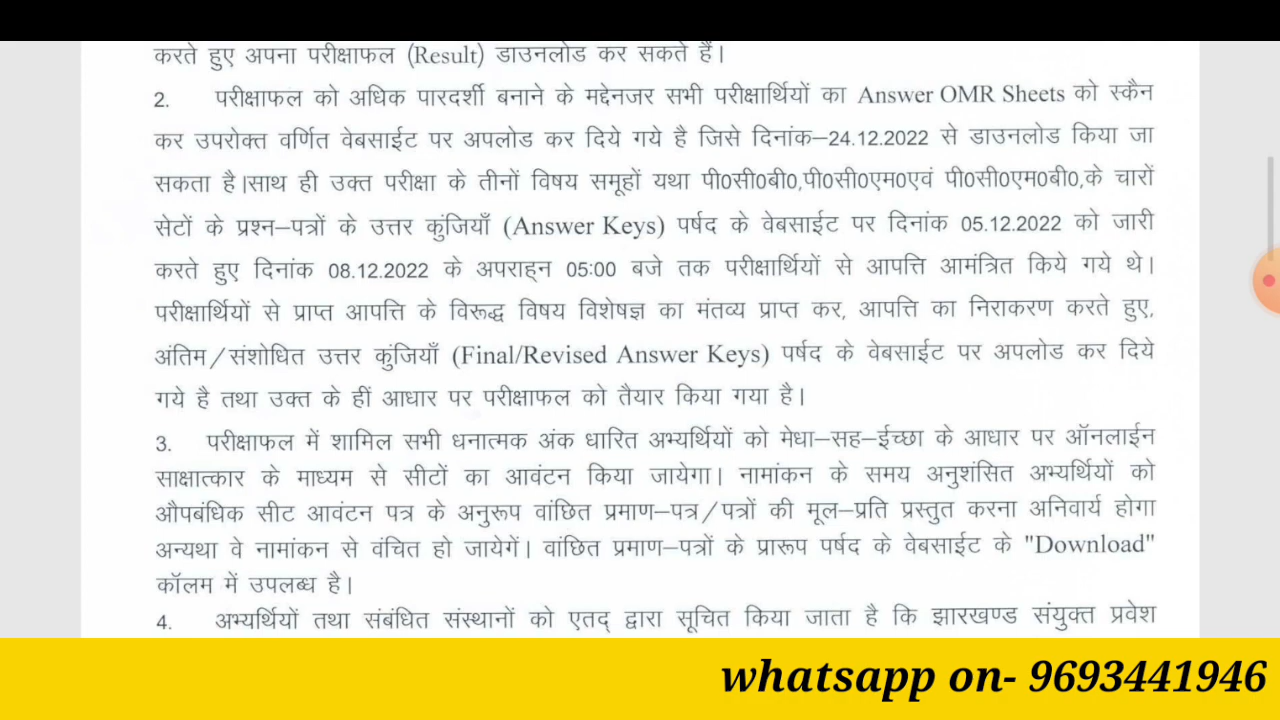 करते हुए अपना परीक्षाफल (Result) डाउनलोड कर सकते हैं।
2. परीक्षाफल को अधिक पारदर्शी बनाने के मद्देनजर सभी परीक्षार्थियों का Answer OMR Sheets को स्कैन
कर उपरोक्त वर्णित वेबसाईट पर अपलोड कर दिये गये है जिसे दिनांक–24.12.2022 से डाउनलोड किया जा
सकता है।साथ ही उक्त परीक्षा के तीनों विषय समूहों यथा पी0सी0बी0,पी0सी0एम0एवं पी0सी0एम0बी0,के चारों
सेटों के प्रश्न–पत्रों के उत्तर कुंजियाँ (Answer Keys) पर्षद के वेबसाईट पर दिनांक 05.12.2022 को जारी
करते हुए दिनांक 08.12.2022 के अपराह्न 05:00 बजे तक परीक्षार्थियों से आपत्ति आमंत्रित किये गये थे।
परीक्षार्थियों से प्राप्त आपत्ति के विरूद्ध विषय विशेषज्ञ का मंतव्य प्राप्त कर, आपत्ति का निराकरण करते हुए,
अंतिम/संशोधित उत्तर कुंजियाँ (Final/Revised Answer Keys) पर्षद के वेबसाईट पर अपलोड कर दिये
गये है तथा उक्त के हीं आधार पर परीक्षाफल को तैयार किया गया है।
3. परीक्षाफल में शामिल सभी धनात्मक अंक धारित अभ्यर्थियों को मेधा–सह–ईच्छा के आधार पर ऑनलाईन
साक्षात्कार के माध्यम से सीटों का आवंटन किया जायेगा। नामांकन के समय अनुशंसित अभ्यर्थियों को
औपबंधिक सीट आवंटन पत्र के अनुरूप वांछित प्रमाण–पत्र/पत्रों की मूल–प्रति प्रस्तुत करना अनिवार्य होगा
अन्यथा वे नामांकन से वंचित हो जायेगें। वांछित प्रमाण–पत्रों के प्रारूप पर्षद के वेबसाईट के "Download"
कॉलम में उपलब्ध है।
4. अभ्यर्थियों तथा संबंधित संस्थानों को एतद् द्वारा सूचित किया जाता है कि झारखण्ड संयुक्त प्रवेश
whatsapp on- 9693441946